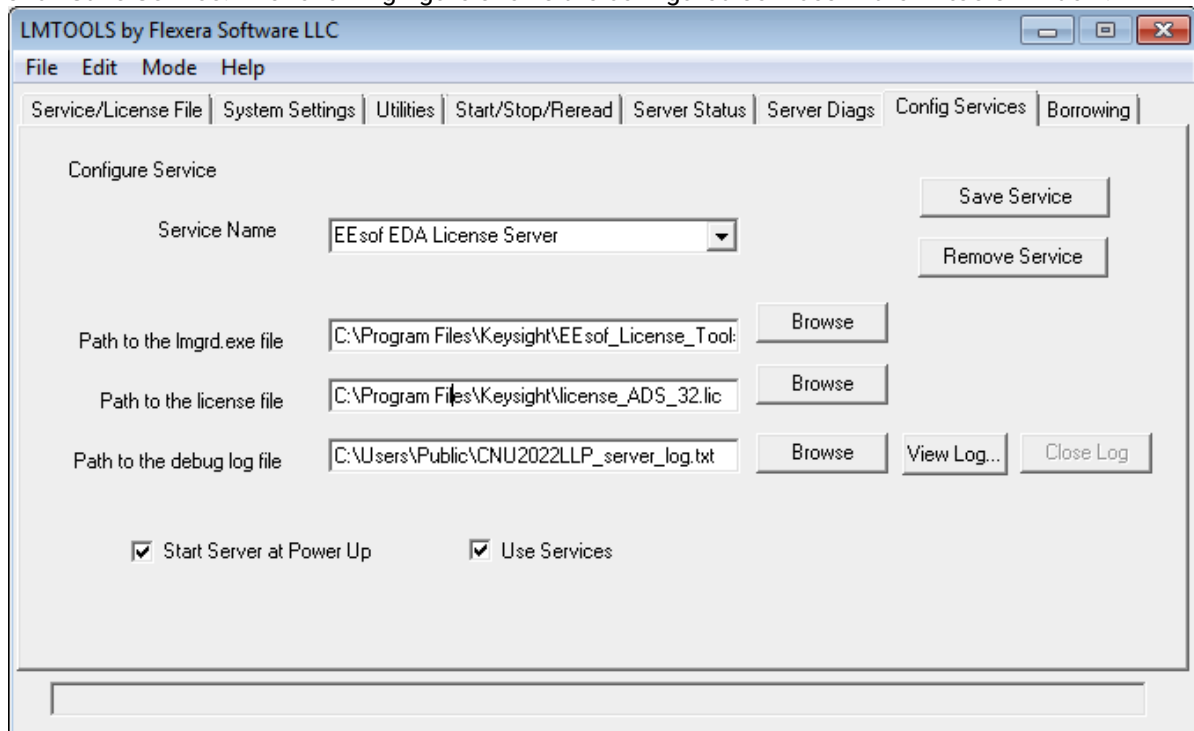 LMTOOLS by Flexera Software LLC
File Edit Mode Help
Service/License File System Settings Utilities Start/Stop/Reread Server Status Server Diags Config Services Borrowing
Configure Service
Save Service
Service Name EEsof EDA License Server
Remove Service
Path to the lmgrd.exe file C:\Program Files\Keysight\EEsof_License_Tool: Browse
Path to the license file C:\Program Files\Keysight\license_ADS_32.lic Browse
Path to the debug log file C:\Users\Public\CNU2022LLP_server_log.txt Browse View Log... Close Log
Start Server at Power Up Use Services